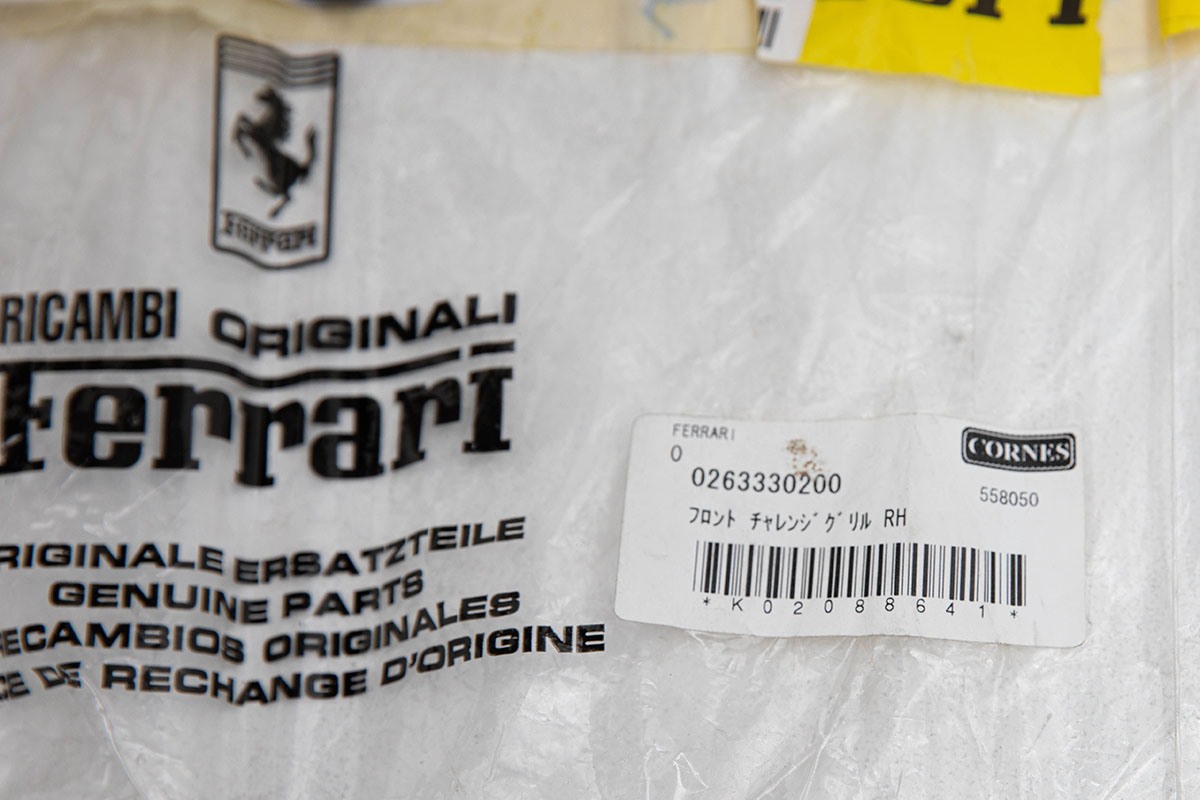 Ferrari
RICAMBI ORIGINALI
Ferrari
ORIGINALE ERSATZTEILE
GENUINE PARTS
RECAMBIOS ORIGINALES
DE RECHANGE D'ORIGINE
FERRARI
CORNES
0
0263330200
558050
フロント チャレンジグリル RH
*K02088641*